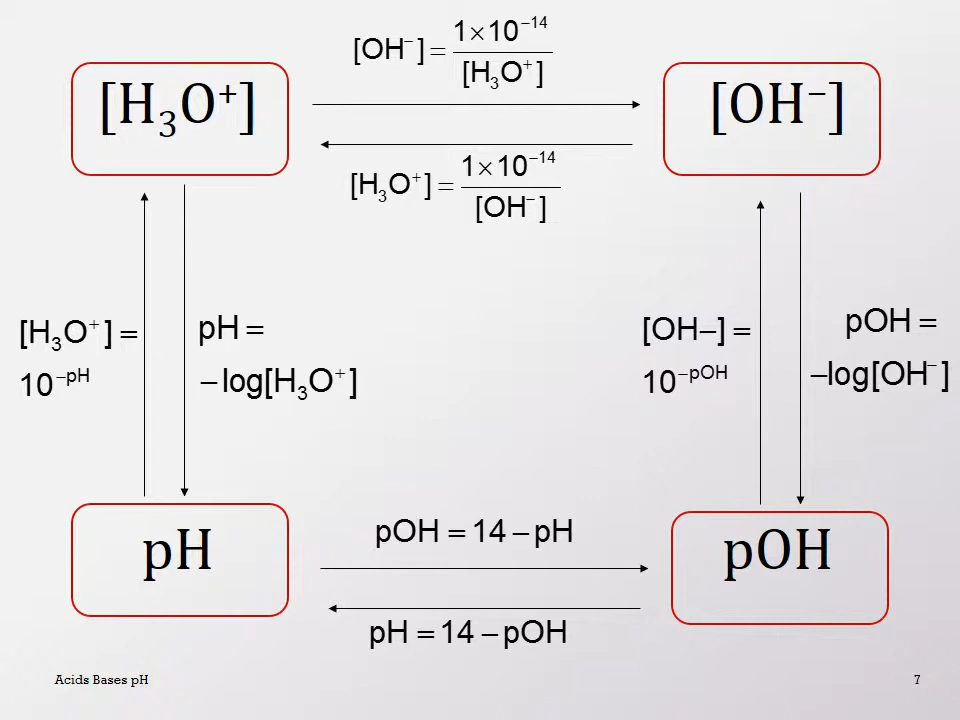 [OH⁻] = 1×10⁻¹⁴ / [H₃O⁺]
[H₃O⁺]
[OH⁻]
[H₃O⁺] = 1×10⁻¹⁴ / [OH⁻]
[H₃O⁺] =
10⁻ᵖᴴ
pH =
–log[H₃O⁺]
[OH–] =
10⁻ᵖᴼᴴ
pOH =
–log[OH⁻]
pH
pOH = 14 – pH
pOH
pH = 14 – pOH
Acids Bases pH
7